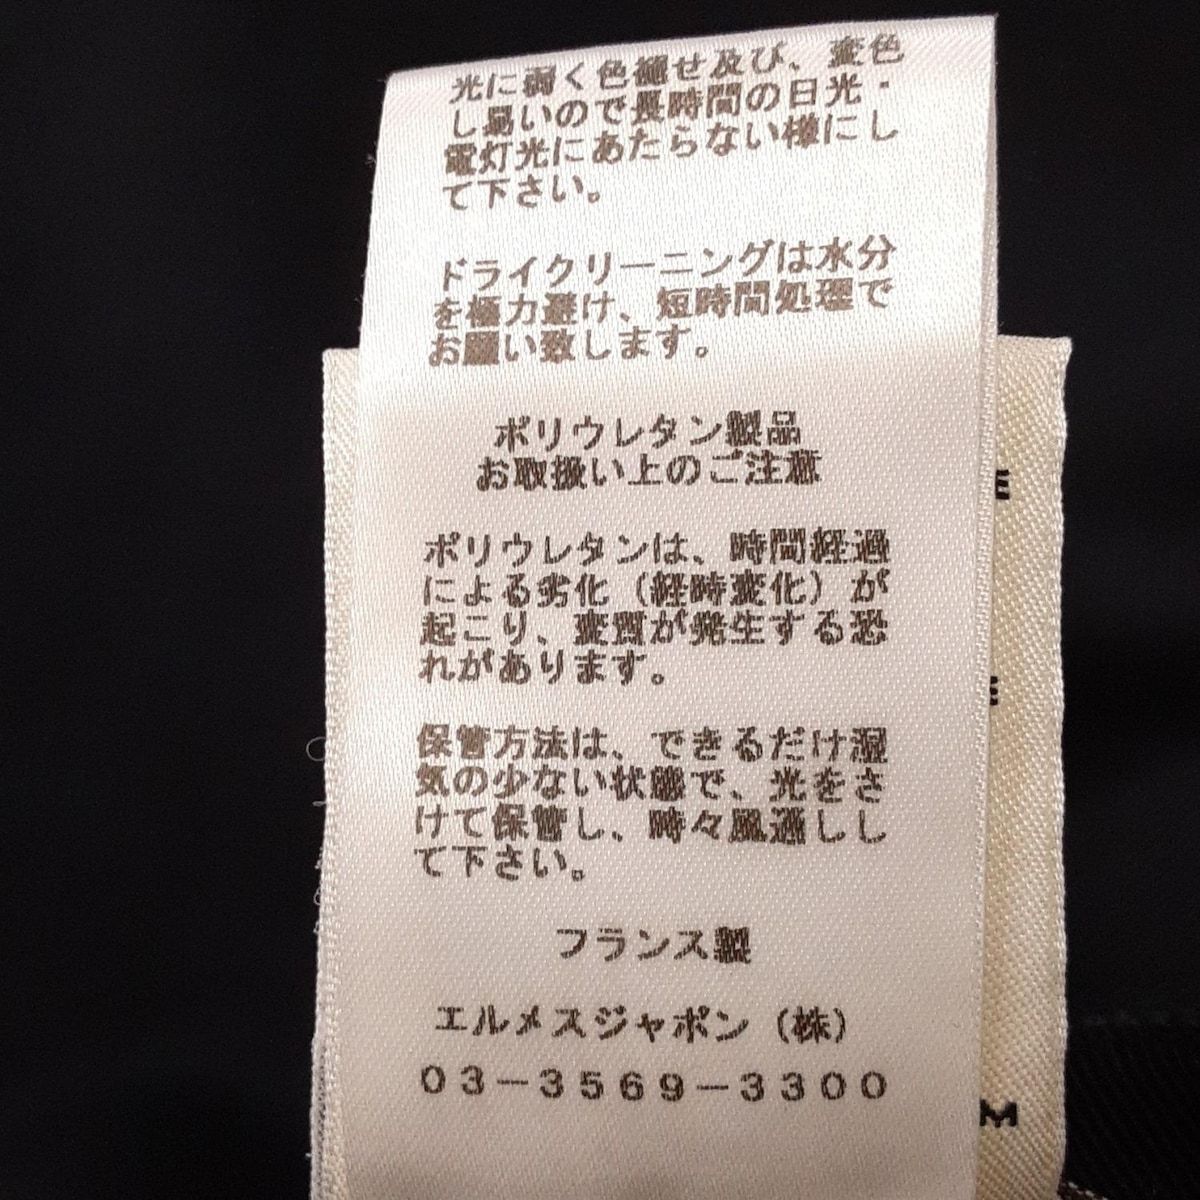 光に弱く色褪せ及び、変色
し易いので長時間の日光・
電灯光にあたらない様にし
て下さい。
ドライクリーニングは水分
を極力避け、短時間処理で
お願い致します。
ポリウレタン製品
お取扱い上のご注意
ポリウレタンは、時間経過
による劣化（経時変化）が
起こり、変質が発生する恐
れがあります。
保管方法は、できるだけ湿
気の少ない状態で、光をさ
けて保管し、時々風通しし
て下さい。
フランス製
エルメスジャポン（株）
０３－３５６９－３３００
E
E
M